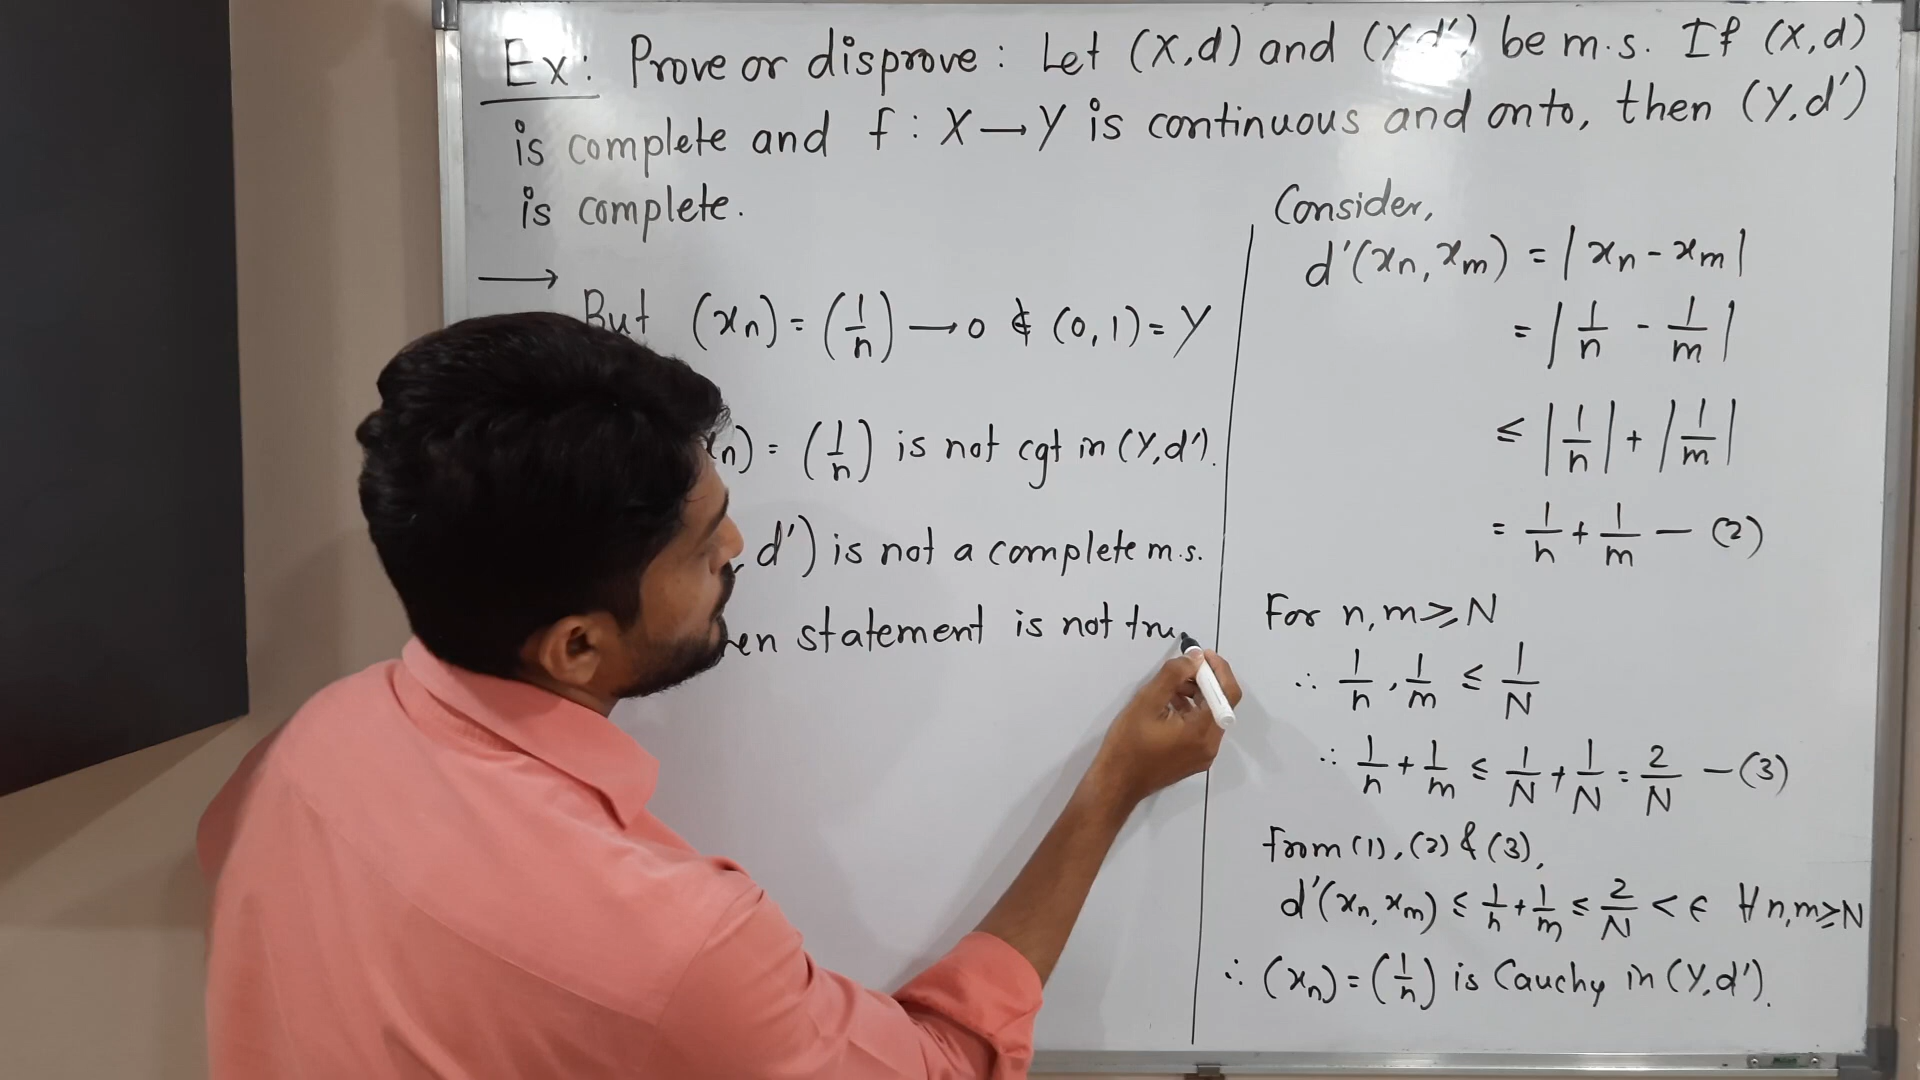 Ex: Prove or disprove: Let (X,d) and (Y,d') be m.s. If (X,d)
is complete and f: X→Y is continuous and onto, then (Y,d')
is complete.
→
But (xₙ) = (1/n) → 0 ∉ (0,1) = Y
n) = (1/n) is not cgt in (Y,d').
d') is not a complete m.s.
en statement is not tru
Consider,
d'(xₙ,xₘ) = |xₙ - xₘ|
= |1/n - 1/m|
≤ |1/n| + |1/m|
= 1/n + 1/m — (2)
For n,m ≥ N
∴ 1/n, 1/m ≤ 1/N
∴ 1/n + 1/m ≤ 1/N + 1/N = 2/N — (3)
from (1), (2) & (3),
d'(xₙ,xₘ) ≤ 1/n + 1/m ≤ 2/N < ϵ ∀ n,m ≥ N
∴ (xₙ) = (1/n) is Cauchy in (Y,d').